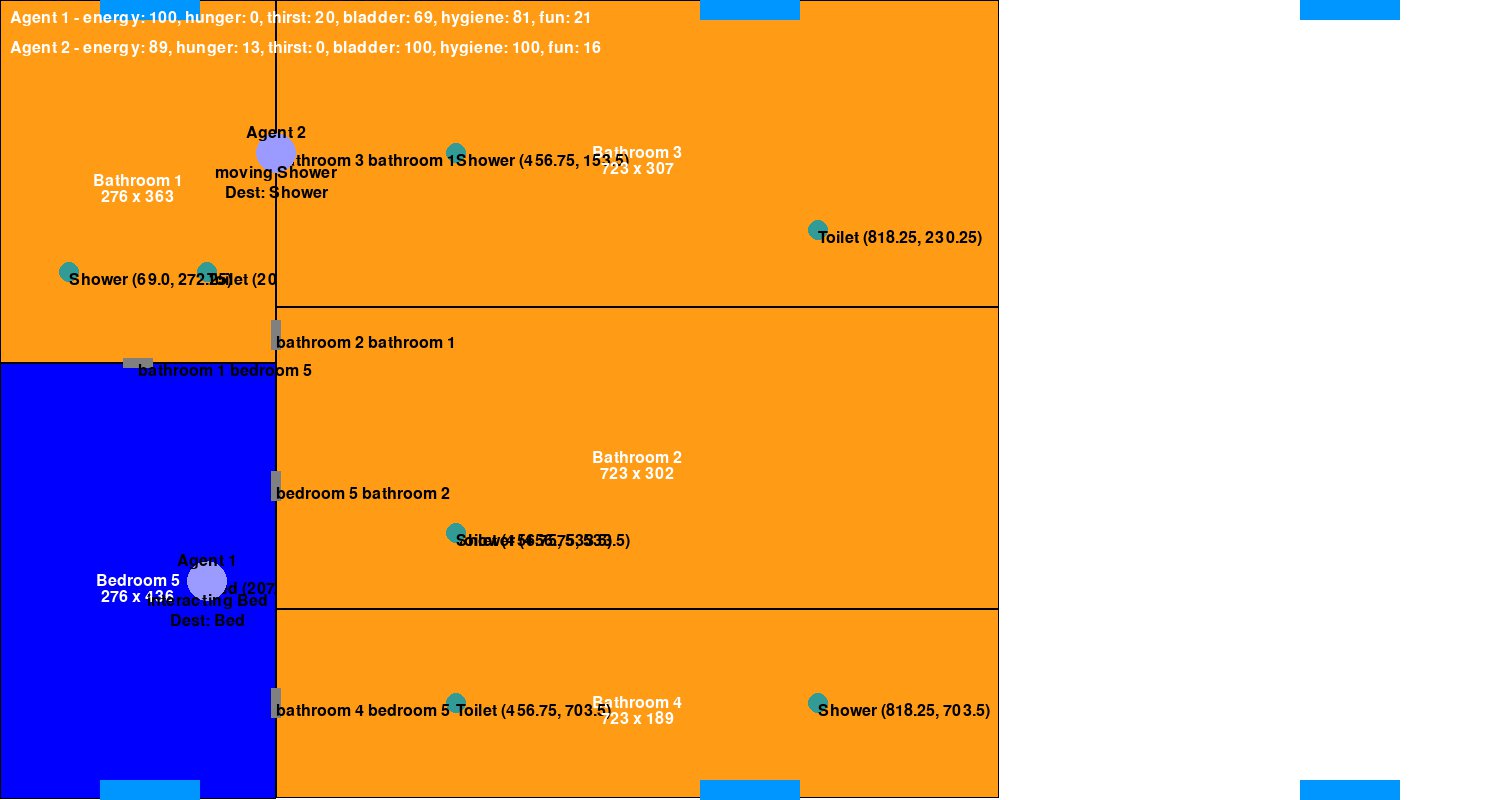 Agent 1 - energy: 100, hunger: 0, thirst: 20, bladder: 69, hygiene: 81, fun: 21
Agent 2 - energy: 89, hunger: 13, thirst: 0, bladder: 100, hygiene: 100, fun: 16
Agent 2
bathroom 3 bathroom 1
Shower (456.75, 153.5)
Bathroom 3
723 x 307
moving Shower
Dest: Shower
Bathroom 1
276 x 363
Toilet (818.25, 230.25)
Shower (69.0, 272.25)
Toilet (20
bathroom 2 bathroom 1
bathroom 1 bedroom 5
Bathroom 2
723 x 302
bedroom 5 bathroom 2
(456.75, 533.5)
Agent 1
Bedroom 5
276 x 436
(207
interacting Bed
Dest: Bed
bathroom 4 bedroom 5
Toilet (456.75, 703.5)
Bathroom 4
723 x 189
Shower (818.25, 703.5)